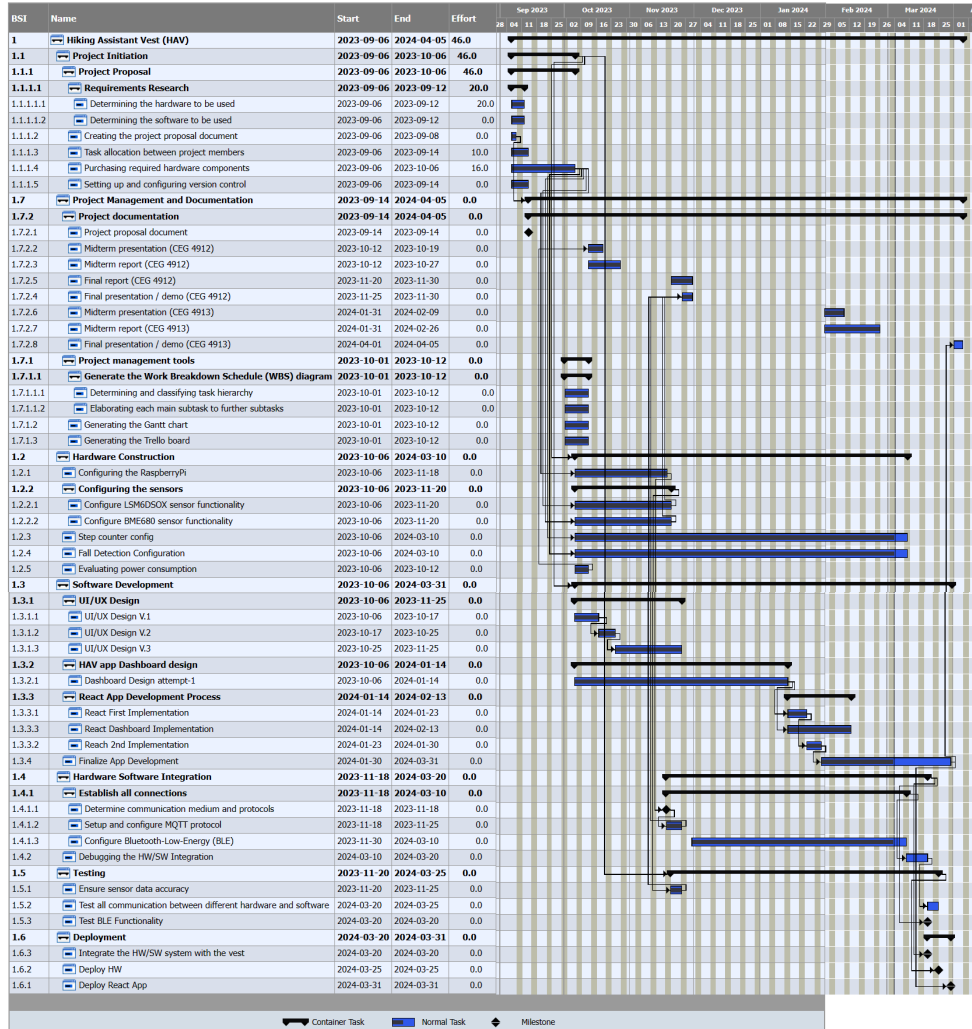 BSI Name Start End Effort Sep 2023 Oct 2023 Nov 2023 Dec 2023 Jan 2024 Feb 2024 Mar 2024
28 04 11 18 25 02 09 16 23 30 06 13 20 27 04 11 18 25 01 08 15 22 29 05 12 19 26 04 11 18 25 01
1 Hiking Assistant Vest (HAV) 2023-09-06 2024-04-05 46.0
1.1 Project Initiation 2023-09-06 2023-10-06 46.0
1.1.1 Project Proposal 2023-09-06 2023-10-06 46.0
1.1.1.1 Requirements Research 2023-09-06 2023-09-12 20.0
1.1.1.1.1 Determining the hardware to be used 2023-09-06 2023-09-12 20.0
1.1.1.1.2 Determining the software to be used 2023-09-06 2023-09-12 0.0
1.1.1.2 Creating the project proposal document 2023-09-06 2023-09-08 0.0
1.1.1.3 Task allocation between project members 2023-09-06 2023-09-14 10.0
1.1.1.4 Purchasing required hardware components 2023-09-06 2023-10-06 16.0
1.1.1.5 Setting up and configuring version control 2023-09-06 2023-09-14 0.0
1.7 Project Management and Documentation 2023-09-14 2024-04-05 0.0
1.7.2 Project documentation 2023-09-14 2024-04-05 0.0
1.7.2.1 Project proposal document 2023-09-14 2023-09-14 0.0
1.7.2.2 Midterm presentation (CEG 4912) 2023-10-12 2023-10-19 0.0
1.7.2.3 Midterm report (CEG 4912) 2023-10-12 2023-10-27 0.0
1.7.2.5 Final report (CEG 4912) 2023-11-20 2023-11-30 0.0
1.7.2.4 Final presentation / demo (CEG 4912) 2023-11-25 2023-11-30 0.0
1.7.2.6 Midterm presentation (CEG 4913) 2024-01-31 2024-02-09 0.0
1.7.2.7 Midterm report (CEG 4913) 2024-01-31 2024-02-26 0.0
1.7.2.8 Final presentation / demo (CEG 4913) 2024-04-01 2024-04-05 0.0
1.7.1 Project management tools 2023-10-01 2023-10-12 0.0
1.7.1.1 Generate the Work Breakdown Schedule (WBS) diagram 2023-10-01 2023-10-12 0.0
1.7.1.1.1 Determining and classifying task hierarchy 2023-10-01 2023-10-12 0.0
1.7.1.1.2 Elaborating each main subtask to further subtasks 2023-10-01 2023-10-12 0.0
1.7.1.2 Generating the Gantt chart 2023-10-01 2023-10-12 0.0
1.7.1.3 Generating the Trello board 2023-10-01 2023-10-12 0.0
1.2 Hardware Construction 2023-10-06 2024-03-10 0.0
1.2.1 Configuring the RaspberryPi 2023-10-06 2023-11-18 0.0
1.2.2 Configuring the sensors 2023-10-06 2023-11-20 0.0
1.2.2.1 Configure LSM6DSOX sensor functionality 2023-10-06 2023-11-20 0.0
1.2.2.2 Configure BME680 sensor functionality 2023-10-06 2023-11-20 0.0
1.2.3 Step counter config 2023-10-06 2024-03-10 0.0
1.2.4 Fall Detection Configuration 2023-10-06 2024-03-10 0.0
1.2.5 Evaluating power consumption 2023-10-06 2023-10-12 0.0
1.3 Software Development 2023-10-06 2024-03-31 0.0
1.3.1 UI/UX Design 2023-10-06 2023-11-25 0.0
1.3.1.1 UI/UX Design V.1 2023-10-06 2023-10-17 0.0
1.3.1.2 UI/UX Design V.2 2023-10-17 2023-10-25 0.0
1.3.1.3 UI/UX Design V.3 2023-10-25 2023-11-25 0.0
1.3.2 HAV app Dashboard design 2023-10-06 2024-01-14 0.0
1.3.2.1 Dashboard Design attempt-1 2023-10-06 2024-01-14 0.0
1.3.3 React App Development Process 2024-01-14 2024-02-13 0.0
1.3.3.1 React First Implementation 2024-01-14 2024-01-23 0.0
1.3.3.3 React Dashboard Implementation 2024-01-14 2024-02-13 0.0
1.3.3.2 Reach 2nd Implementation 2024-01-23 2024-01-30 0.0
1.3.4 Finalize App Development 2024-01-30 2024-03-31 0.0
1.4 Hardware Software Integration 2023-11-18 2024-03-20 0.0
1.4.1 Establish all connections 2023-11-18 2024-03-10 0.0
1.4.1.1 Determine communication medium and protocols 2023-11-18 2023-11-18 0.0
1.4.1.2 Setup and configure MQTT protocol 2023-11-18 2023-11-25 0.0
1.4.1.3 Configure Bluetooth-Low-Energy (BLE) 2023-11-30 2024-03-10 0.0
1.4.2 Debugging the HW/SW Integration 2024-03-10 2024-03-20 0.0
1.5 Testing 2023-11-20 2024-03-25 0.0
1.5.1 Ensure sensor data accuracy 2023-11-20 2023-11-25 0.0
1.5.2 Test all communication between different hardware and software 2024-03-20 2024-03-25 0.0
1.5.3 Test BLE Functionality 2024-03-20 2024-03-20 0.0
1.6 Deployment 2024-03-20 2024-03-31 0.0
1.6.3 Integrate the HW/SW system with the vest 2024-03-20 2024-03-20 0.0
1.6.2 Deploy HW 2024-03-25 2024-03-25 0.0
1.6.1 Deploy React App 2024-03-31 2024-03-31 0.0
Container Task Normal Task Milestone